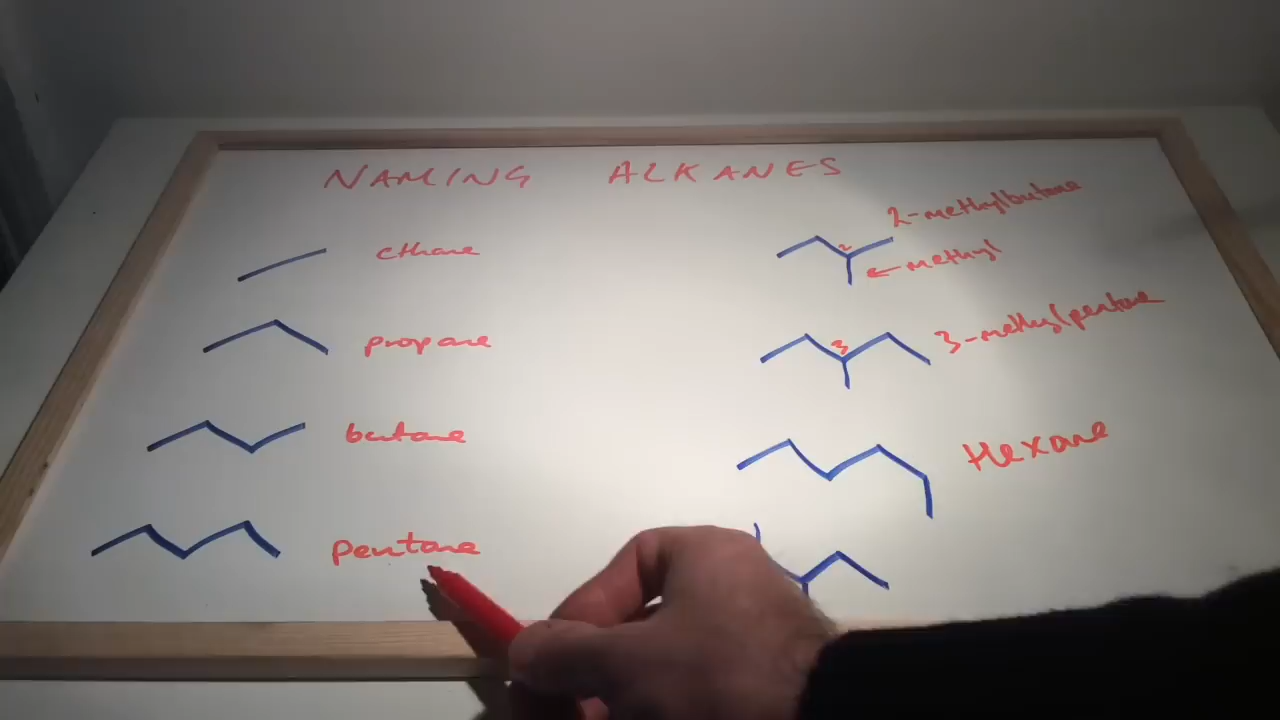 NAMING ALKANES
ethane
propane
butane
pentane
2-methylbutane
2
methyl
3
3-methylpentane
Hexane